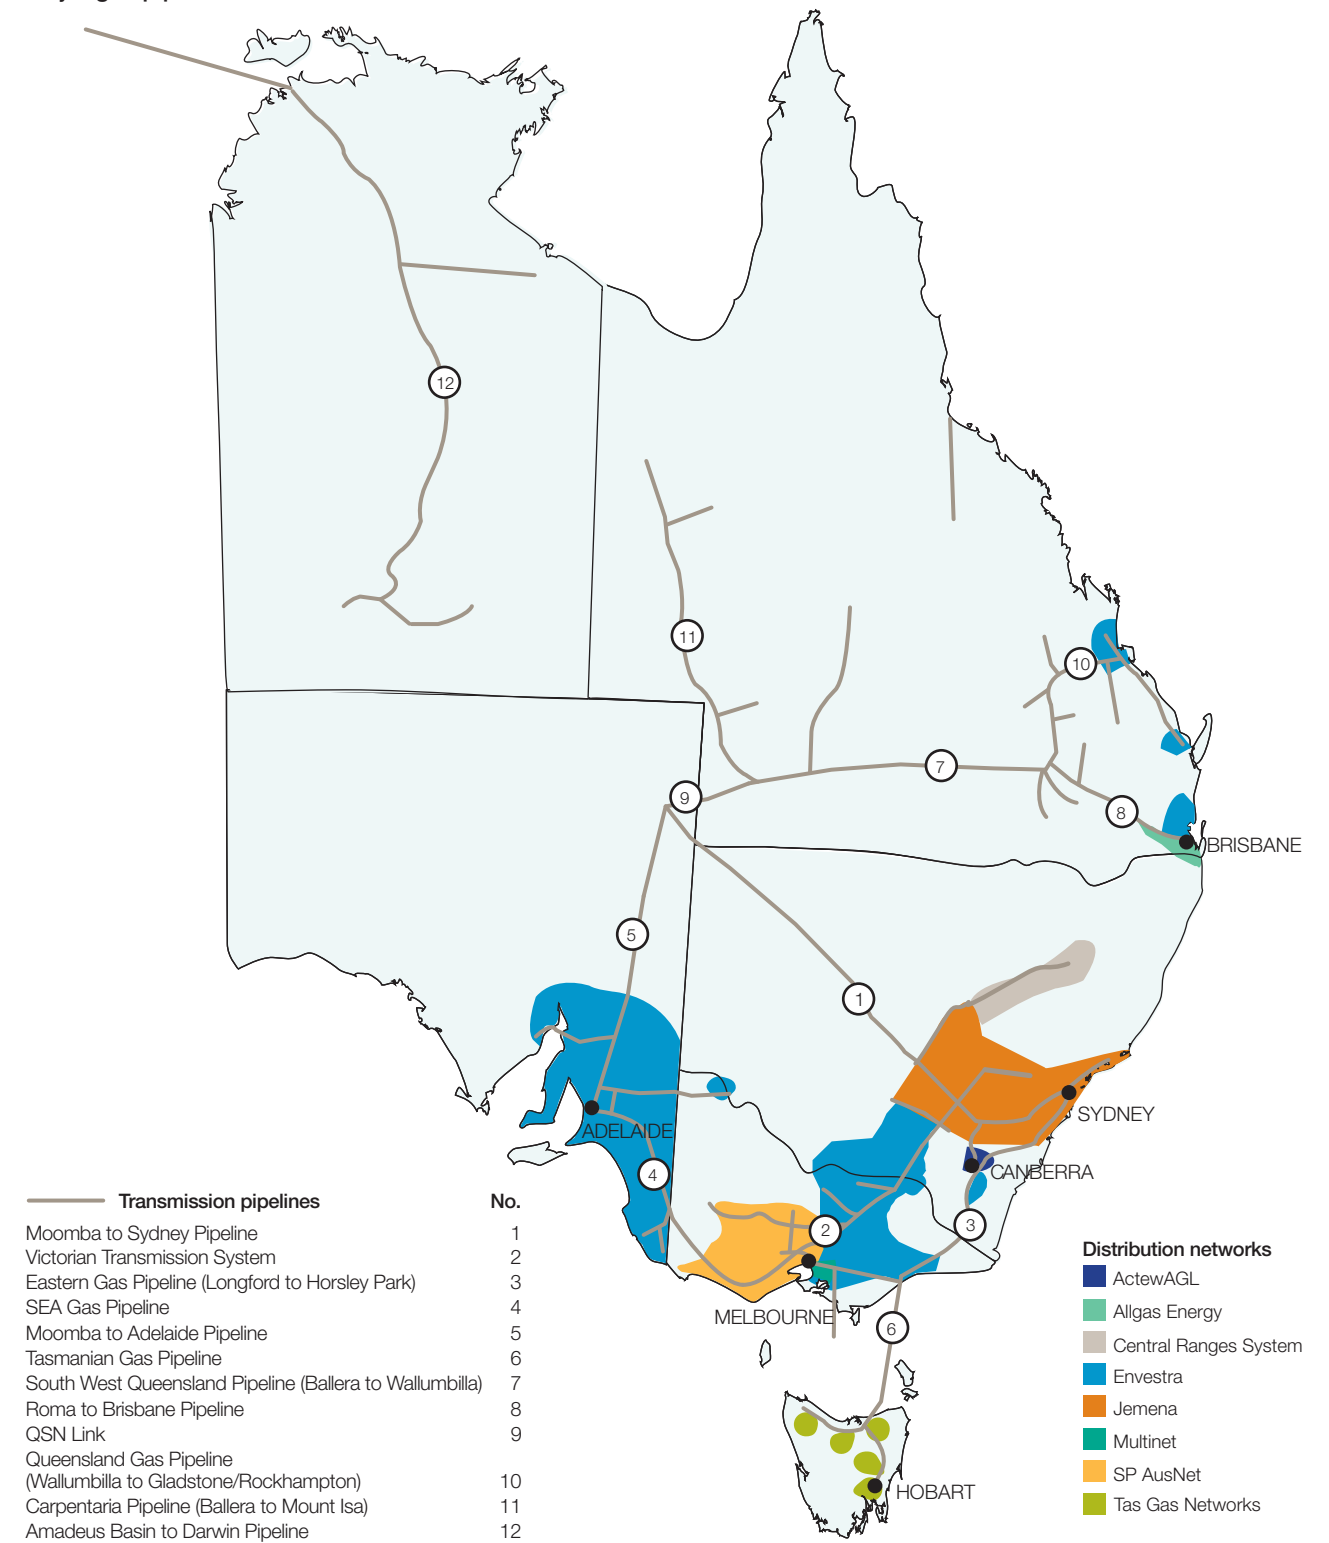 12
11
10
7
9
8
BRISBANE
5
1
SYDNEY
ADELAIDE
CANBERRA
4
2
3
MELBOURNE
6
HOBART
Transmission pipelines No.
Moomba to Sydney Pipeline 1
Victorian Transmission System 2
Eastern Gas Pipeline (Longford to Horsley Park) 3
SEA Gas Pipeline 4
Moomba to Adelaide Pipeline 5
Tasmanian Gas Pipeline 6
South West Queensland Pipeline (Ballera to Wallumbilla) 7
Roma to Brisbane Pipeline 8
QSN Link 9
Queensland Gas Pipeline
(Wallumbilla to Gladstone/Rockhampton) 10
Carpentaria Pipeline (Ballera to Mount Isa) 11
Amadeus Basin to Darwin Pipeline 12
Distribution networks
ActewAGL
Allgas Energy
Central Ranges System
Envestra
Jemena
Multinet
SP AusNet
Tas Gas Networks